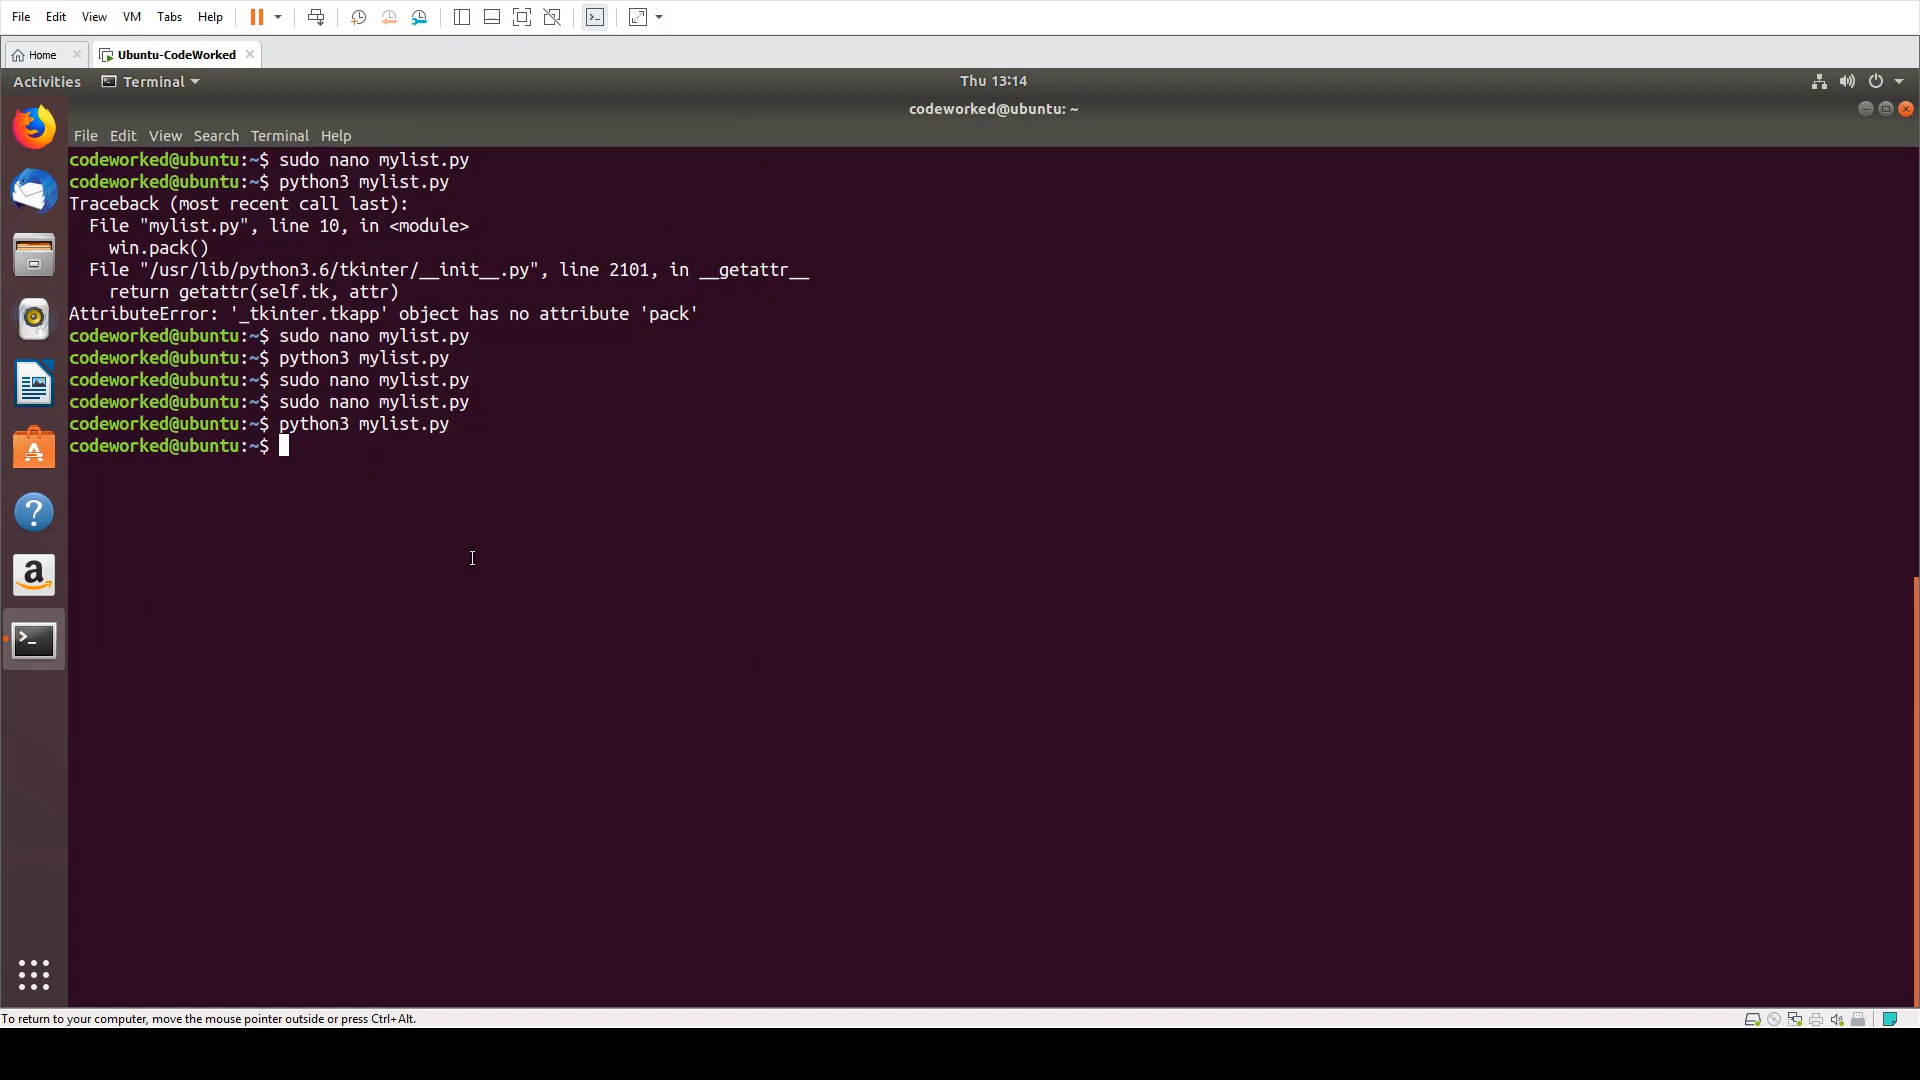 File Edit View VM Tabs Help
Home Ubuntu-CodeWorked
Activities Terminal Thu 13:14
codeworked@ubuntu: ~
File Edit View Search Terminal Help
codeworked@ubuntu:~$ sudo nano mylist.py
codeworked@ubuntu:~$ python3 mylist.py
Traceback (most recent call last):
  File "mylist.py", line 10, in <module>
    win.pack()
  File "/usr/lib/python3.6/tkinter/__init__.py", line 2101, in __getattr__
    return getattr(self.tk, attr)
AttributeError: '_tkinter.tkapp' object has no attribute 'pack'
codeworked@ubuntu:~$ sudo nano mylist.py
codeworked@ubuntu:~$ python3 mylist.py
codeworked@ubuntu:~$ sudo nano mylist.py
codeworked@ubuntu:~$ sudo nano mylist.py
codeworked@ubuntu:~$ python3 mylist.py
codeworked@ubuntu:~$
To return to your computer, move the mouse pointer outside or press Ctrl+Alt.